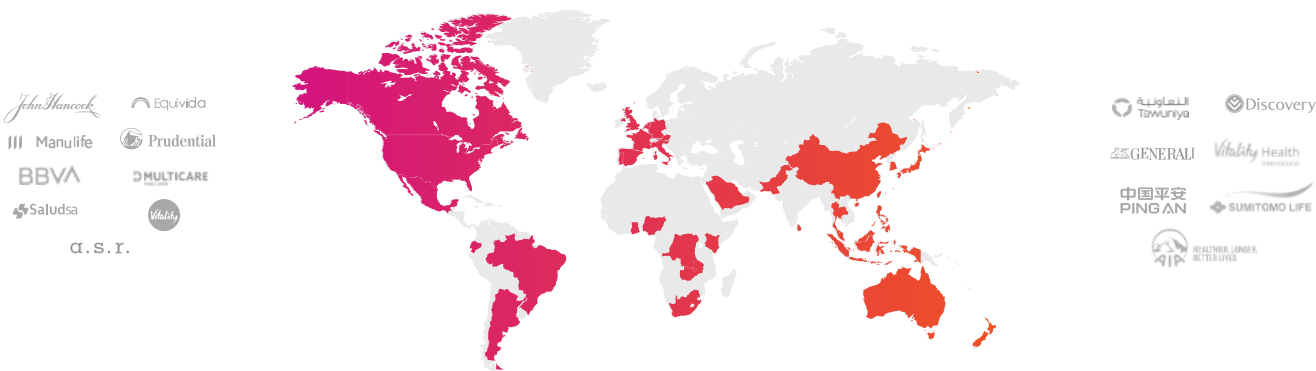 John Hancock
Equivida
Manulife
Prudential
BBVA
MULTICARE
Saludsa
Vitality
a.s.r.
التعاونية
Tawuniya
Discovery
GENERALI
Vitality Health
International
中国平安
PING AN
SUMITOMO LIFE
AIA
HEALTHIER, LONGER,
BETTER LIVES